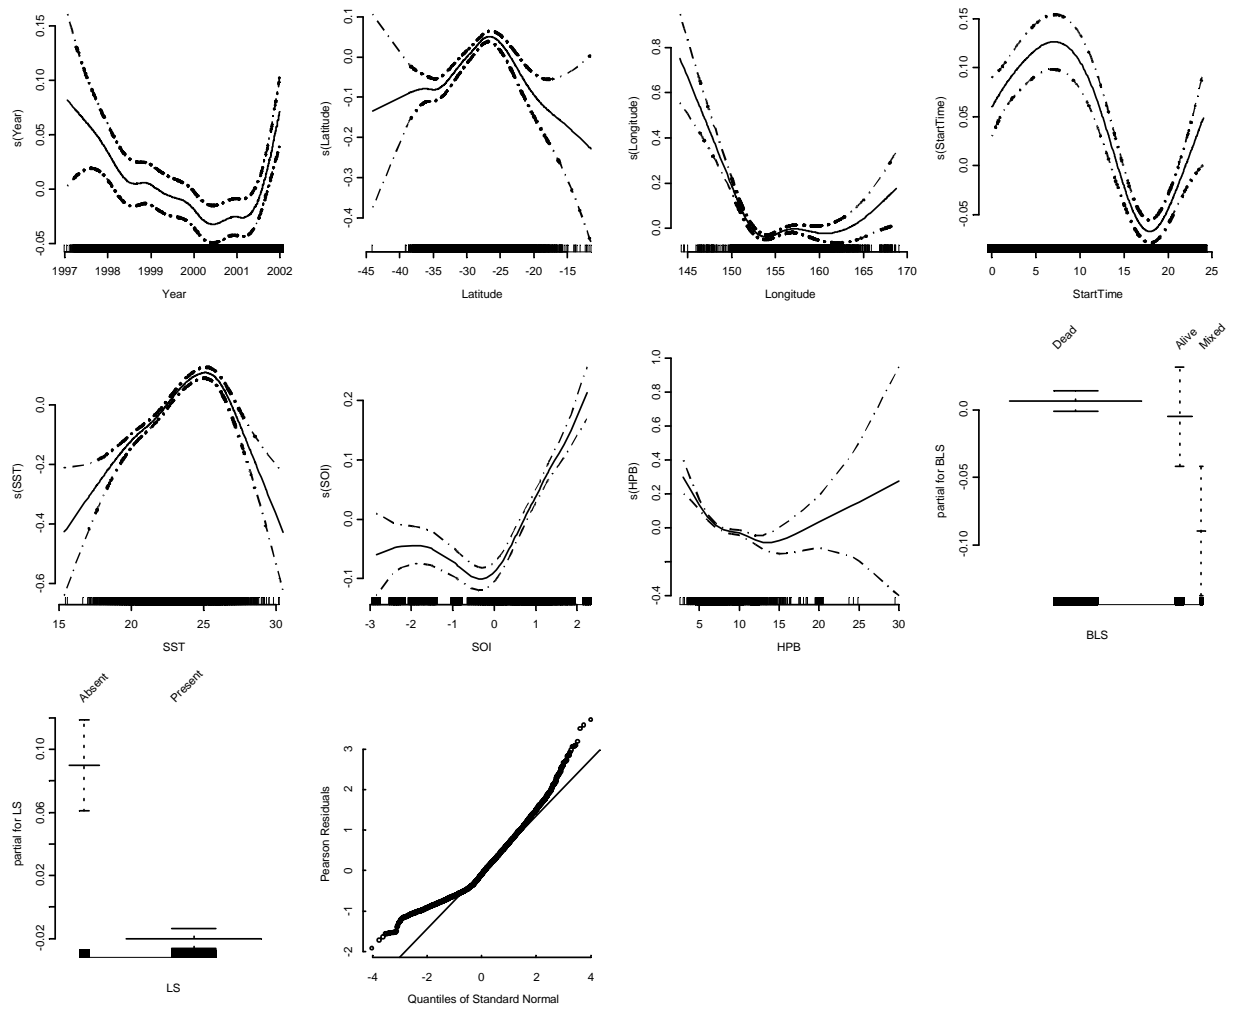 s(Year)
0.15
0.10
0.05
0.0
-0.05
1997 1998 1999 2000 2001 2002
Year
s(Latitude)
0.1
0.0
-0.1
-0.2
-0.3
-0.4
-45 -40 -35 -30 -25 -20 -15
Latitude
s(Longitude)
0.8
0.6
0.4
0.2
0.0
145 150 155 160 165 170
Longitude
s(StartTime)
0.15
0.10
0.05
0.0
-0.05
0 5 10 15 20 25
StartTime
s(SST)
0.0
-0.2
-0.4
-0.6
15 20 25 30
SST
s(SOI)
0.2
0.1
0.0
-0.1
-3 -2 -1 0 1 2
SOI
s(HPB)
1.0
0.8
0.6
0.4
0.2
0.0
-0.4
5 10 15 20 25 30
HPB
Dead Alive Mixed
partial for BLS
0.0
-0.05
-0.10
BLS
Absent Present
partial for LS
0.10
0.06
0.02
-0.02
LS
Pearson Residuals
3
2
1
0
-1
-2
-4 -2 0 2 4
Quantiles of Standard Normal